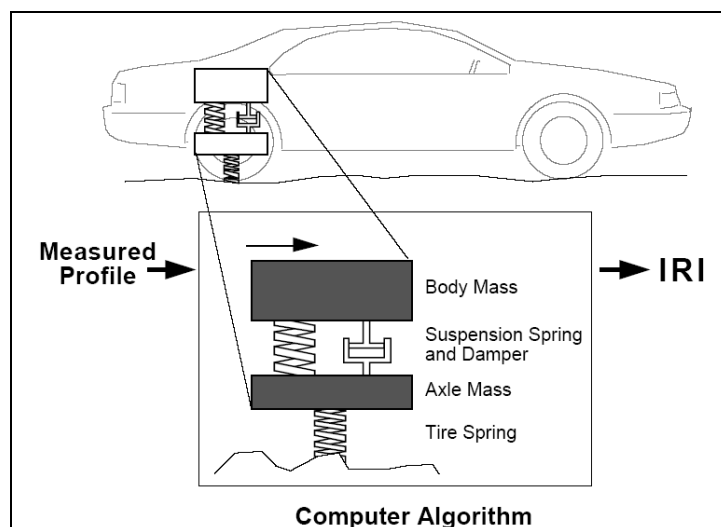 Measured
Profile
IRI
Body Mass
Suspension Spring
and Damper
Axle Mass
Tire Spring
Computer Algorithm